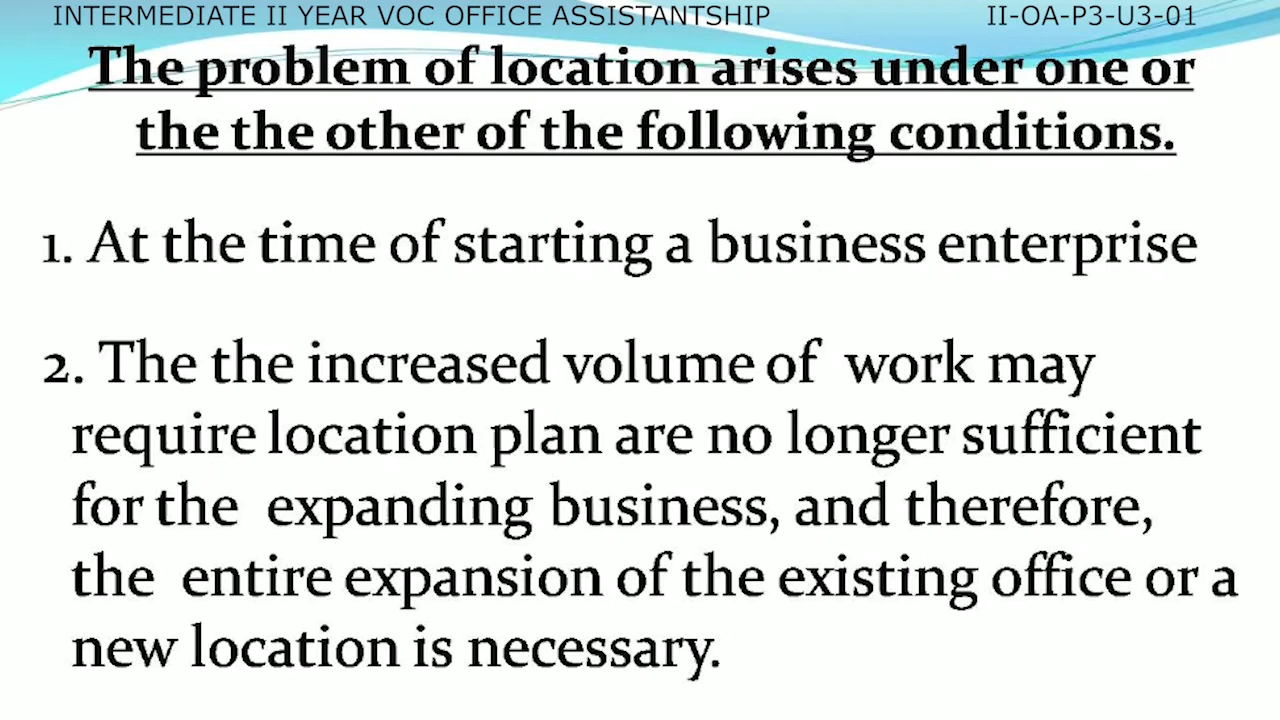 INTERMEDIATE II YEAR VOC OFFICE ASSISTANTSHIP II-OA-P3-U3-01
The problem of location arises under one or
the the other of the following conditions.
1. At the time of starting a business enterprise
2. The the increased volume of work may
require location plan are no longer sufficient
for the expanding business, and therefore,
the entire expansion of the existing office or a
new location is necessary.